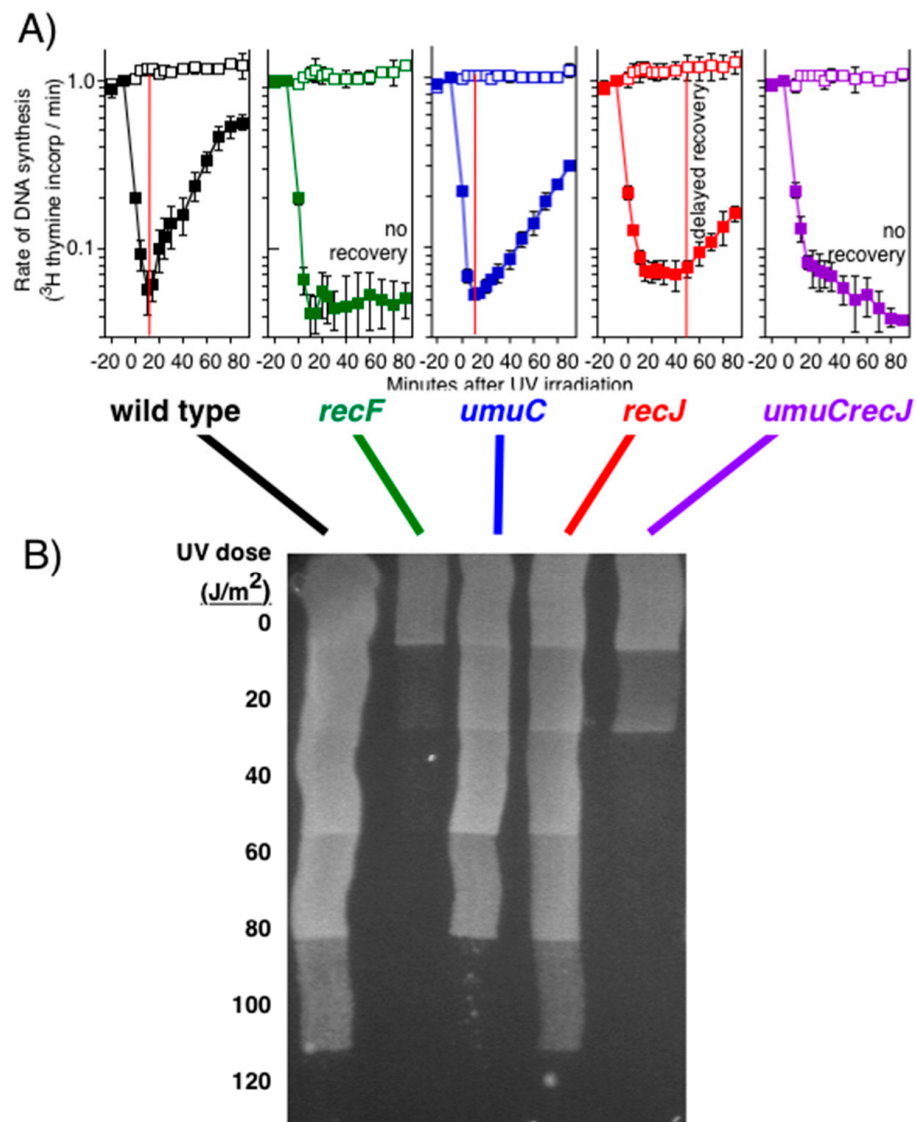 A)
Rate of DNA synthesis
(³H thymine incorp / min)
1.0
0.1
no
recovery
delayed recovery
no
recovery
-20 0 20 40 60 80
-20 0 20 40 60 80
-20 0 20 40 60 80
-20 0 20 40 60 80
-20 0 20 40 60 80
Minutes after UV irradiation
wild type recF umuC recJ umuCrecJ
B)
UV dose
(J/m²)
0
20
40
60
80
100
120